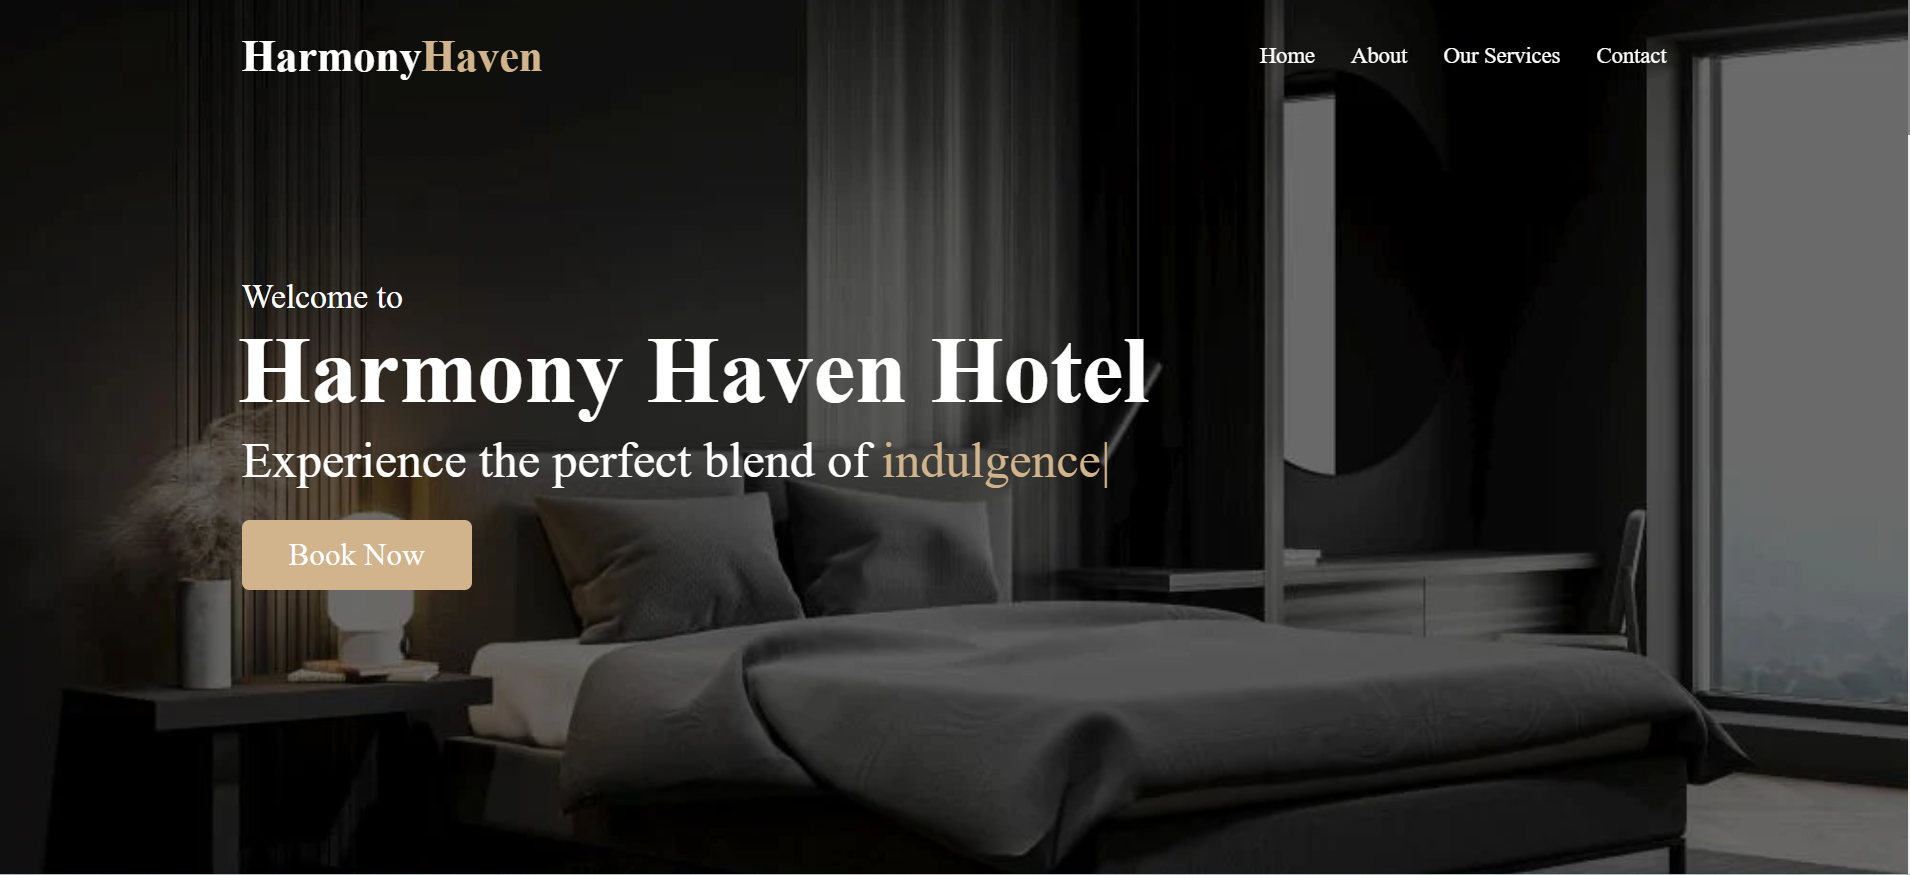 HarmonyHaven
Home About Our Services Contact
Welcome to
Harmony Haven Hotel
Experience the perfect blend of indulgence|
Book Now